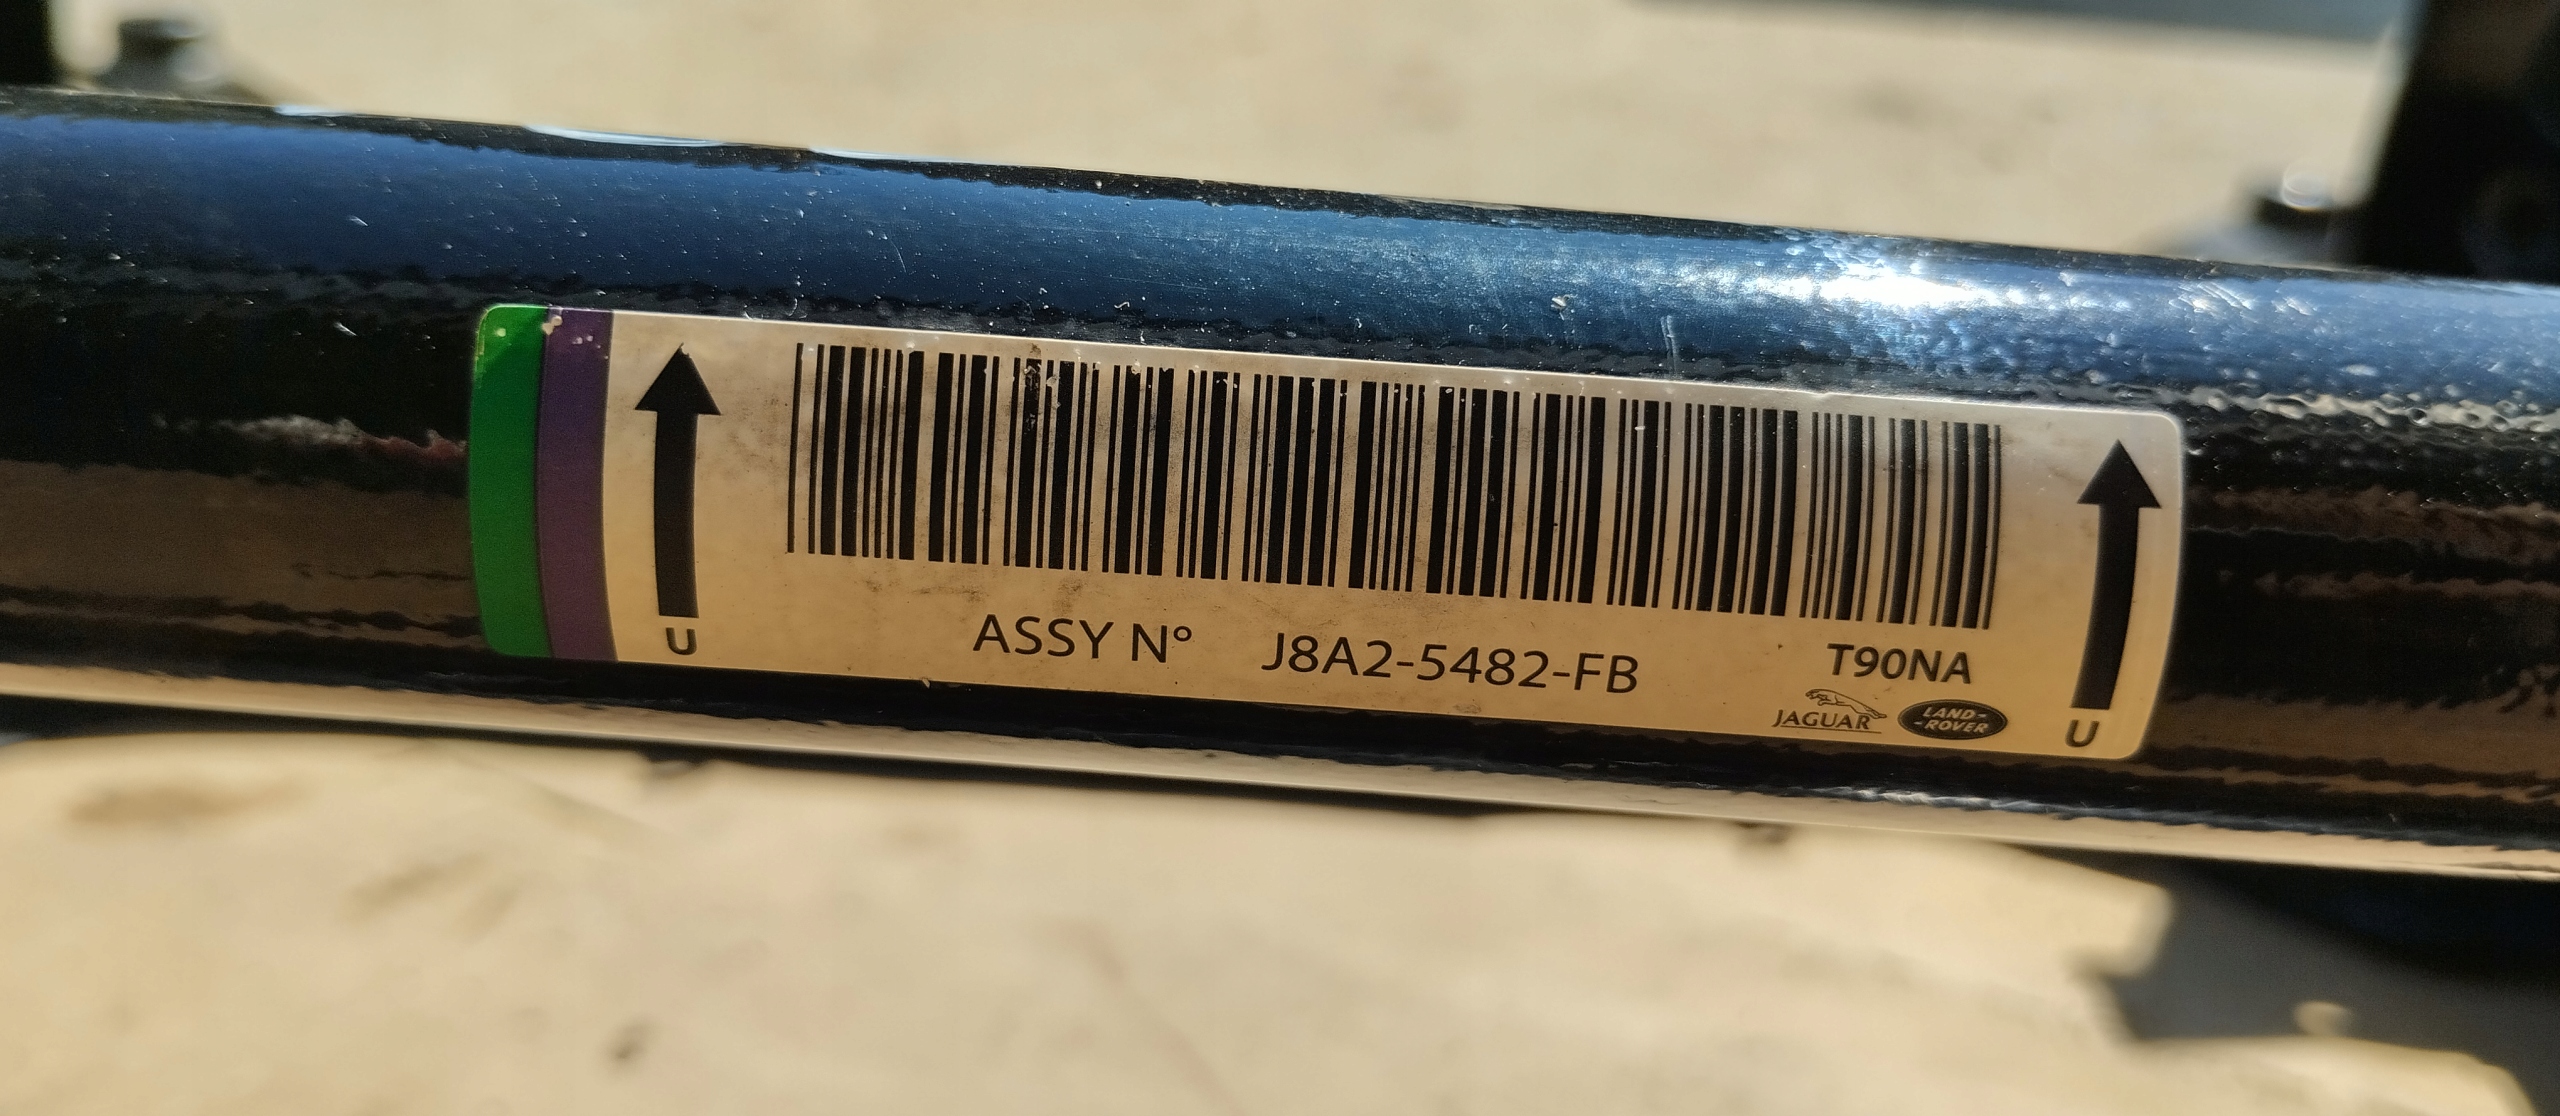 ASSY N° J8A2-5482-FB T90NA
JAGUAR
LAND-
-ROVER
U
U